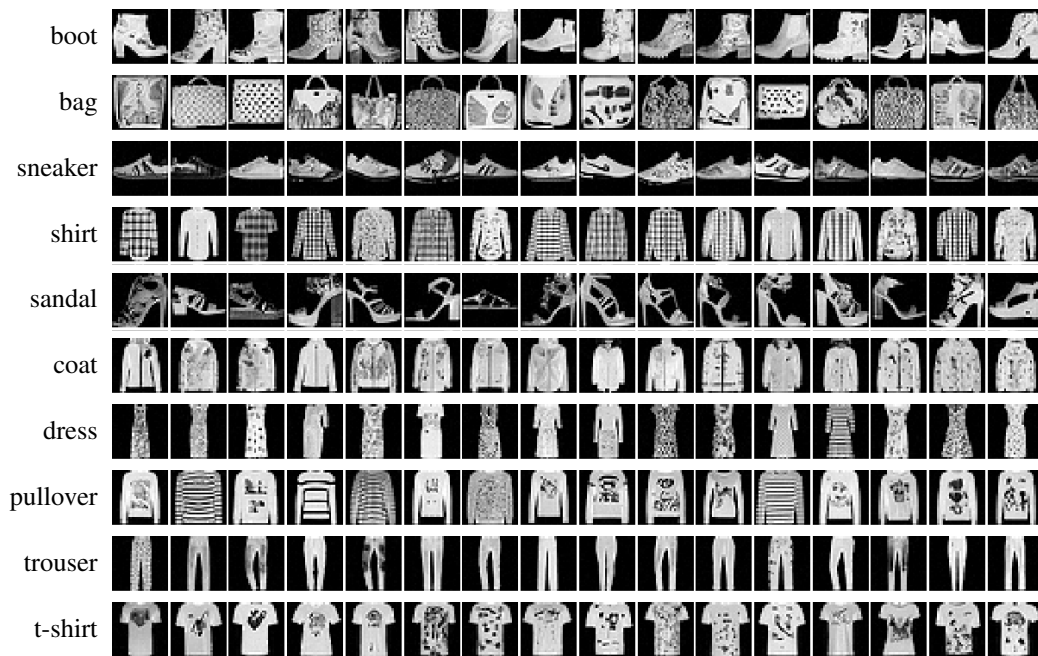 boot
bag
sneaker
shirt
sandal
coat
dress
pullover
trouser
t-shirt